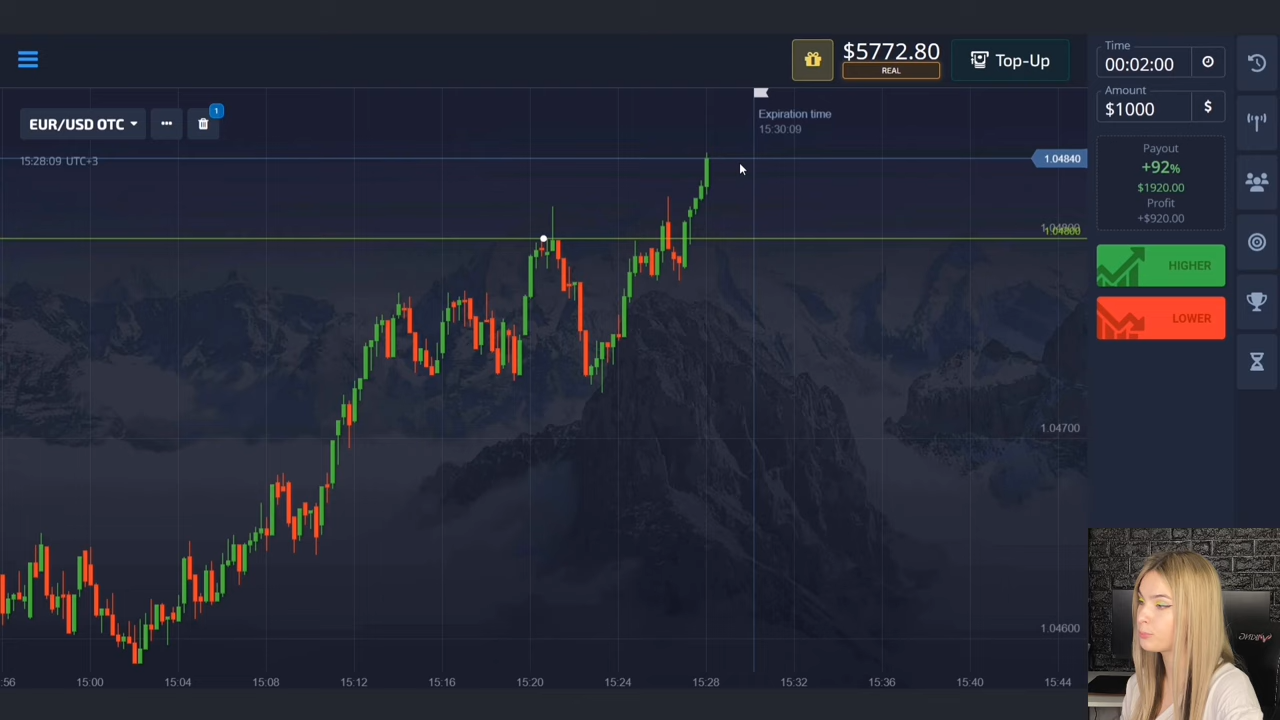 $5772.80
REAL
Top-Up
Time
00:02:00
Amount
$1000
$
EUR/USD OTC
1
Expiration time
15:30:09
15:28:09 UTC+3
1.04840
1.04800
1.04700
1.04600
Payout
+92%
$1920.00
Profit
+$920.00
HIGHER
LOWER
:56
15:00
15:04
15:08
15:12
15:16
15:20
15:24
15:28
15:32
15:36
15:40
15:44